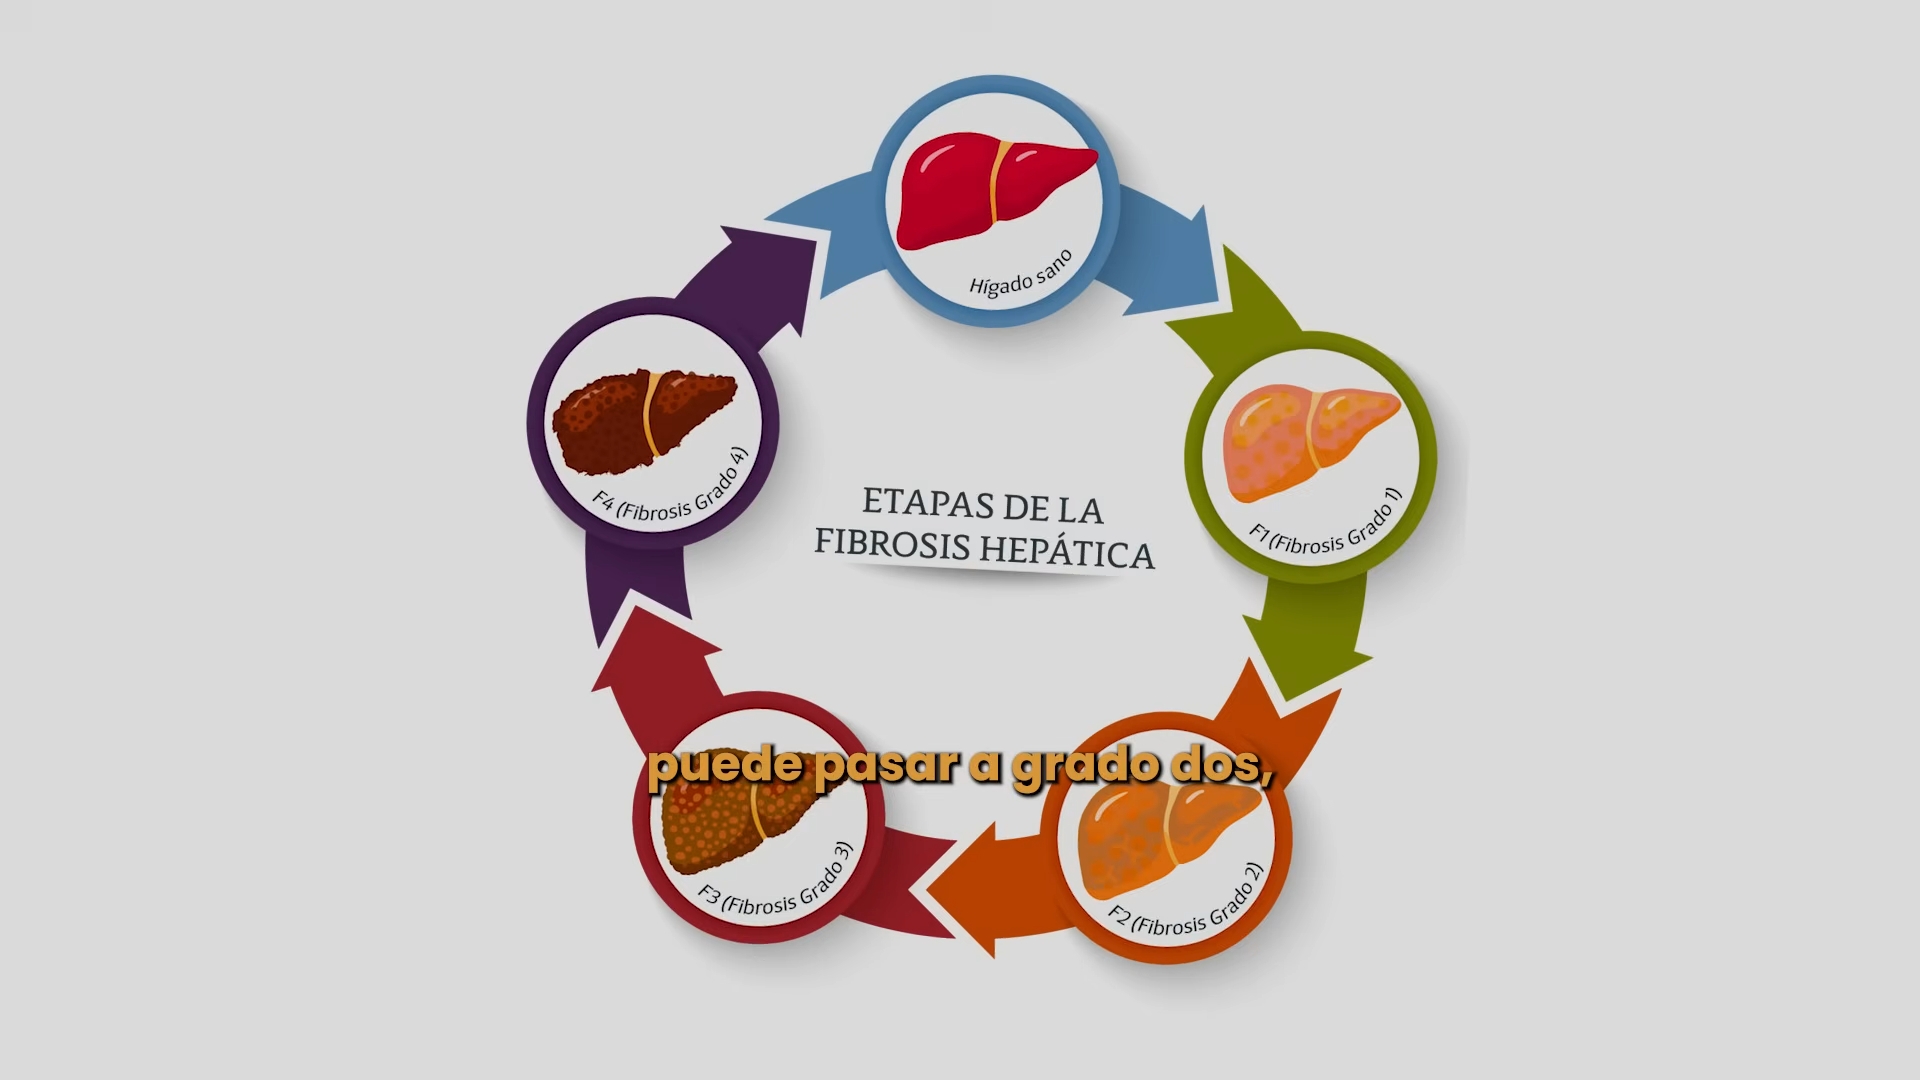 Hígado sano
F1 (Fibrosis Grado 1)
F2 (Fibrosis Grado 2)
F3 (Fibrosis Grado 3)
F4 (Fibrosis Grado 4)
ETAPAS DE LA
FIBROSIS HEPÁTICA
puede pasar a grado dos,